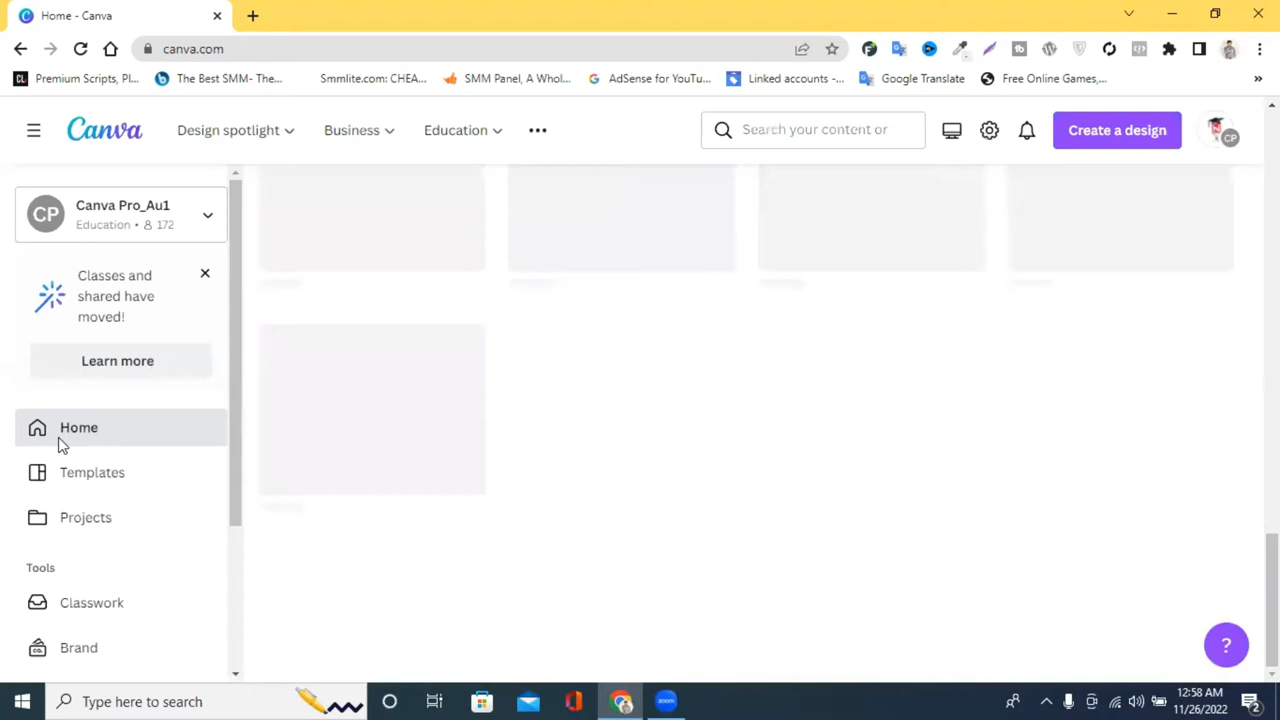 Home - Canva
canva.com
Premium Scripts, Pl...
The Best SMM- The...
Smmlite.com: CHEA...
SMM Panel, A Whol...
AdSense for YouTu...
Linked accounts -...
Google Translate
Free Online Games,...
»
Canva
Design spotlight
Business
Education
Search your content or
Create a design
CP
CP
Canva Pro_Au1
Education • 172
Classes and
shared have
moved!
Learn more
Home
Templates
Projects
Tools
Classwork
Brand
?
Type here to search
12:58 AM
11/26/2022
2